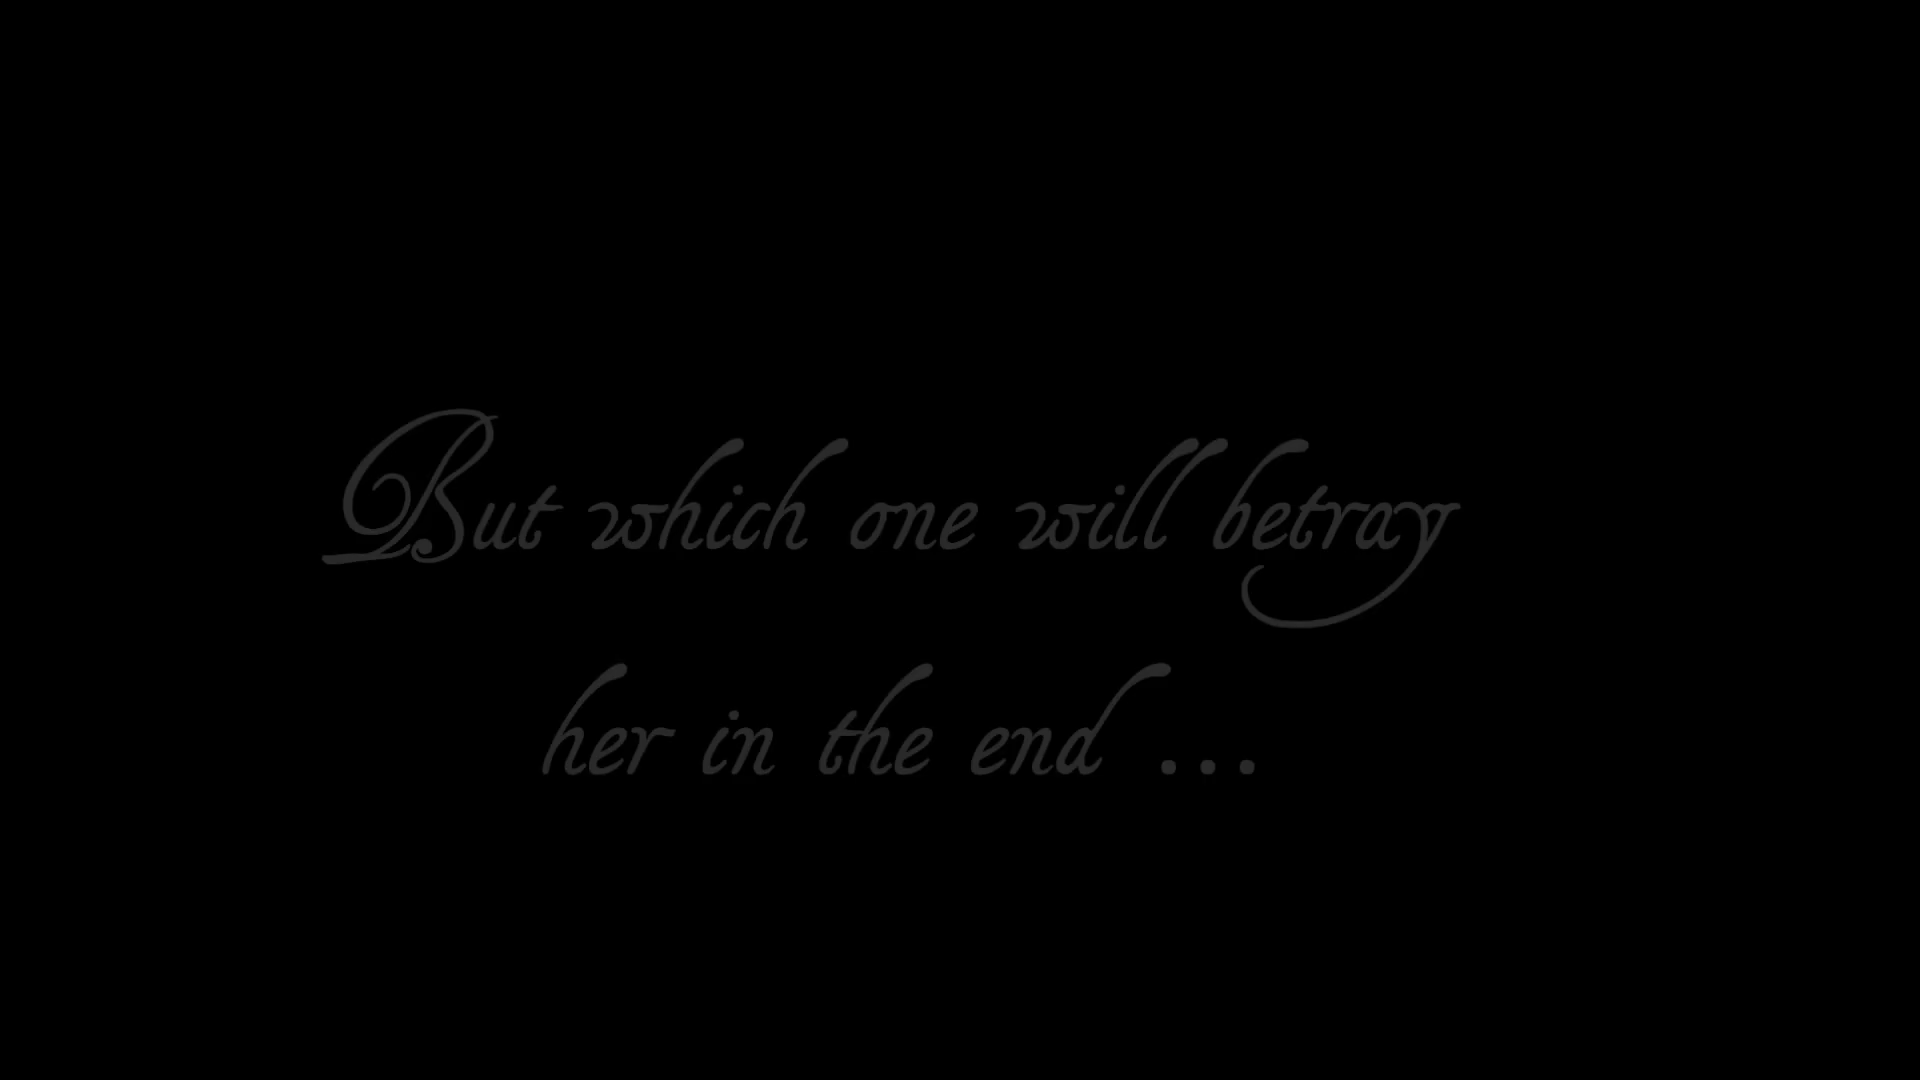 But which one will betray
her in the end ...